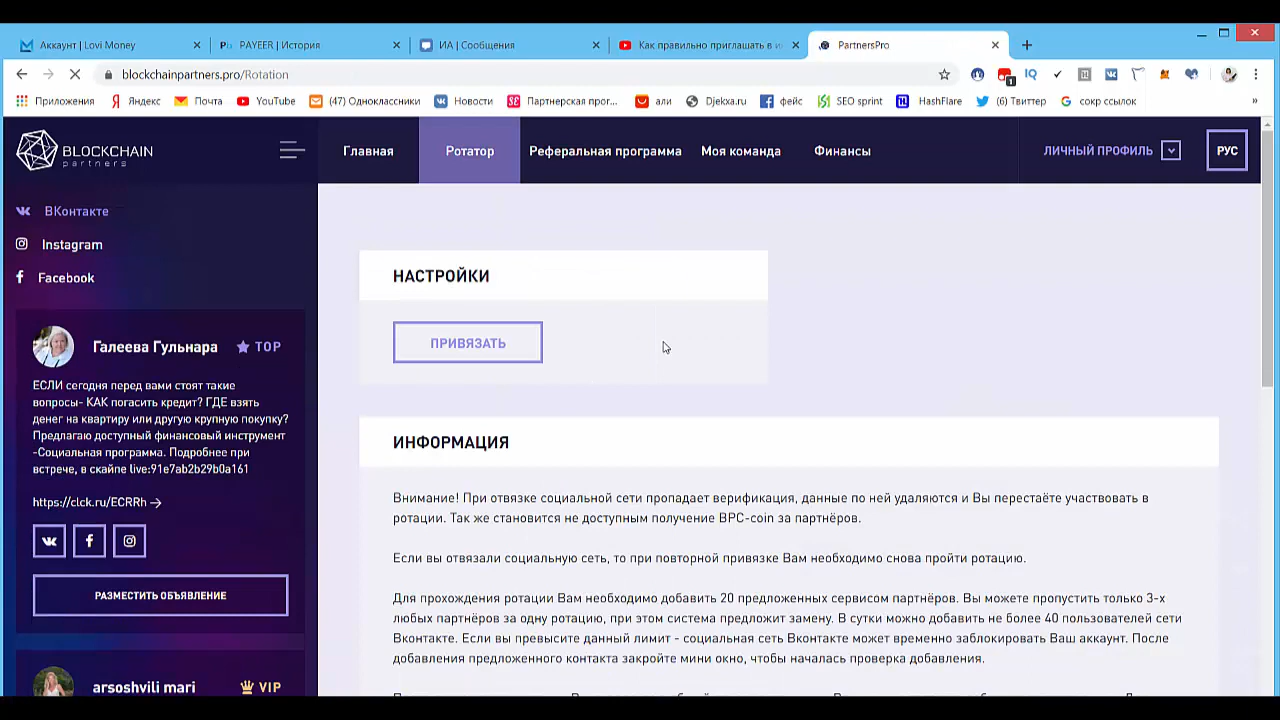 Аккаунт | Lovi Money
PAYEER | История
ИА | Сообщения
Как правильно приглашать в и
PartnersPro
blockchainpartners.pro/Rotation
Приложения
Яндекс
Почта
YouTube
(47) Одноклассники
Новости
Партнерская прог...
али
Djekxa.ru
фейс
SEO sprint
HashFlare
(6) Твиттер
сокр ссылок
BLOCKCHAIN
partners
Главная
Ротатор
Реферальная программа
Моя команда
Финансы
ЛИЧНЫЙ ПРОФИЛЬ
РУС
ВКонтакте
Instagram
Facebook
Галеева Гульнара
TOP
ЕСЛИ сегодня перед вами стоят такие
вопросы- КАК погасить кредит? ГДЕ взять
денег на квартиру или другую крупную покупку?
Предлагаю доступный финансовый инструмент
-Социальная программа. Подробнее при
встрече, в скайпе live:91e7ab2b29b0a161
https://clck.ru/ECRRh
РАЗМЕСТИТЬ ОБЪЯВЛЕНИЕ
arsoshvili mari
VIP
НАСТРОЙКИ
ПРИВЯЗАТЬ
ИНФОРМАЦИЯ
Внимание! При отвязке социальной сети пропадает верификация, данные по ней удаляются и Вы перестаёте участвовать в
ротации. Так же становится не доступным получение BPC-coin за партнёров.
Если вы отвязали социальную сеть, то при повторной привязке Вам необходимо снова пройти ротацию.
Для прохождения ротации Вам необходимо добавить 20 предложенных сервисом партнёров. Вы можете пропустить только 3-х
любых партнёров за одну ротацию, при этом система предложит замену. В сутки можно добавить не более 40 пользователей сети
Вконтакте. Если вы превысите данный лимит - социальная сеть Вконтакте может временно заблокировать Ваш аккаунт. После
добавления предложенного контакта закройте мини окно, чтобы началась проверка добавления.